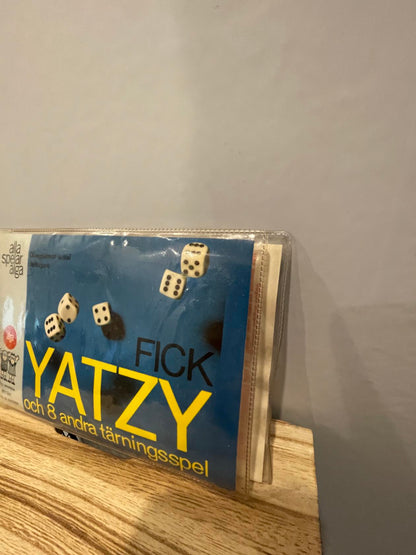 alla
spelar
alga
FICK
YATZY
och 8 andra tärningsspel